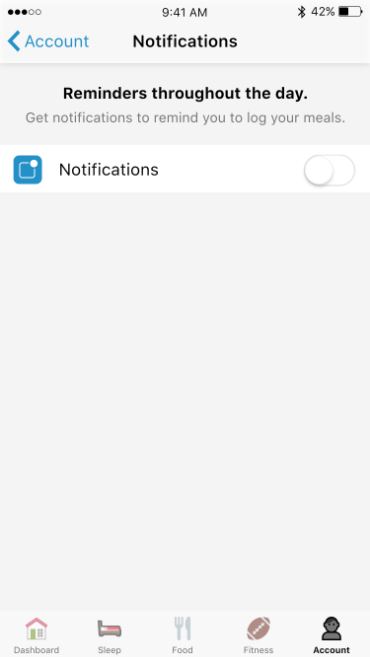 9:41 AM 42%
Account Notifications
Reminders throughout the day.
Get notifications to remind you to log your meals.
Notifications
Dashboard Sleep Food Fitness Account